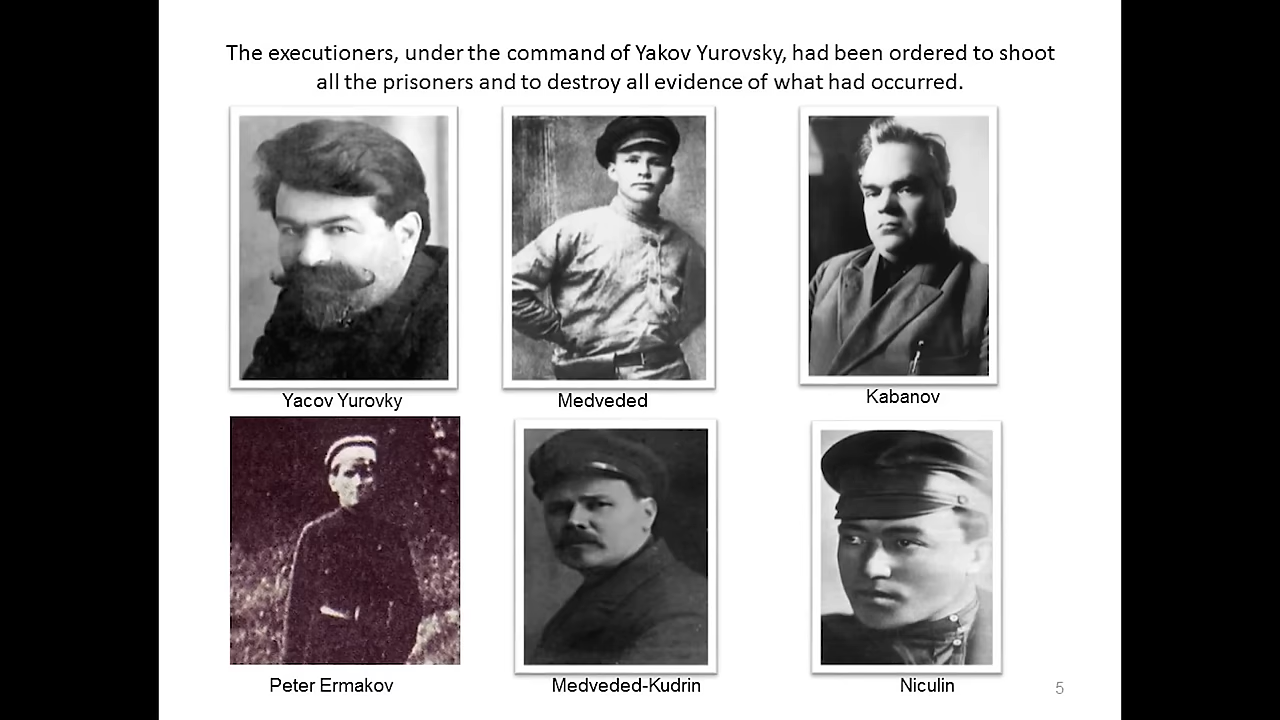 The executioners, under the command of Yakov Yurovsky, had been ordered to shoot
all the prisoners and to destroy all evidence of what had occurred.
Yacov Yurovky
Medveded
Kabanov
Peter Ermakov
Medveded-Kudrin
Niculin
5